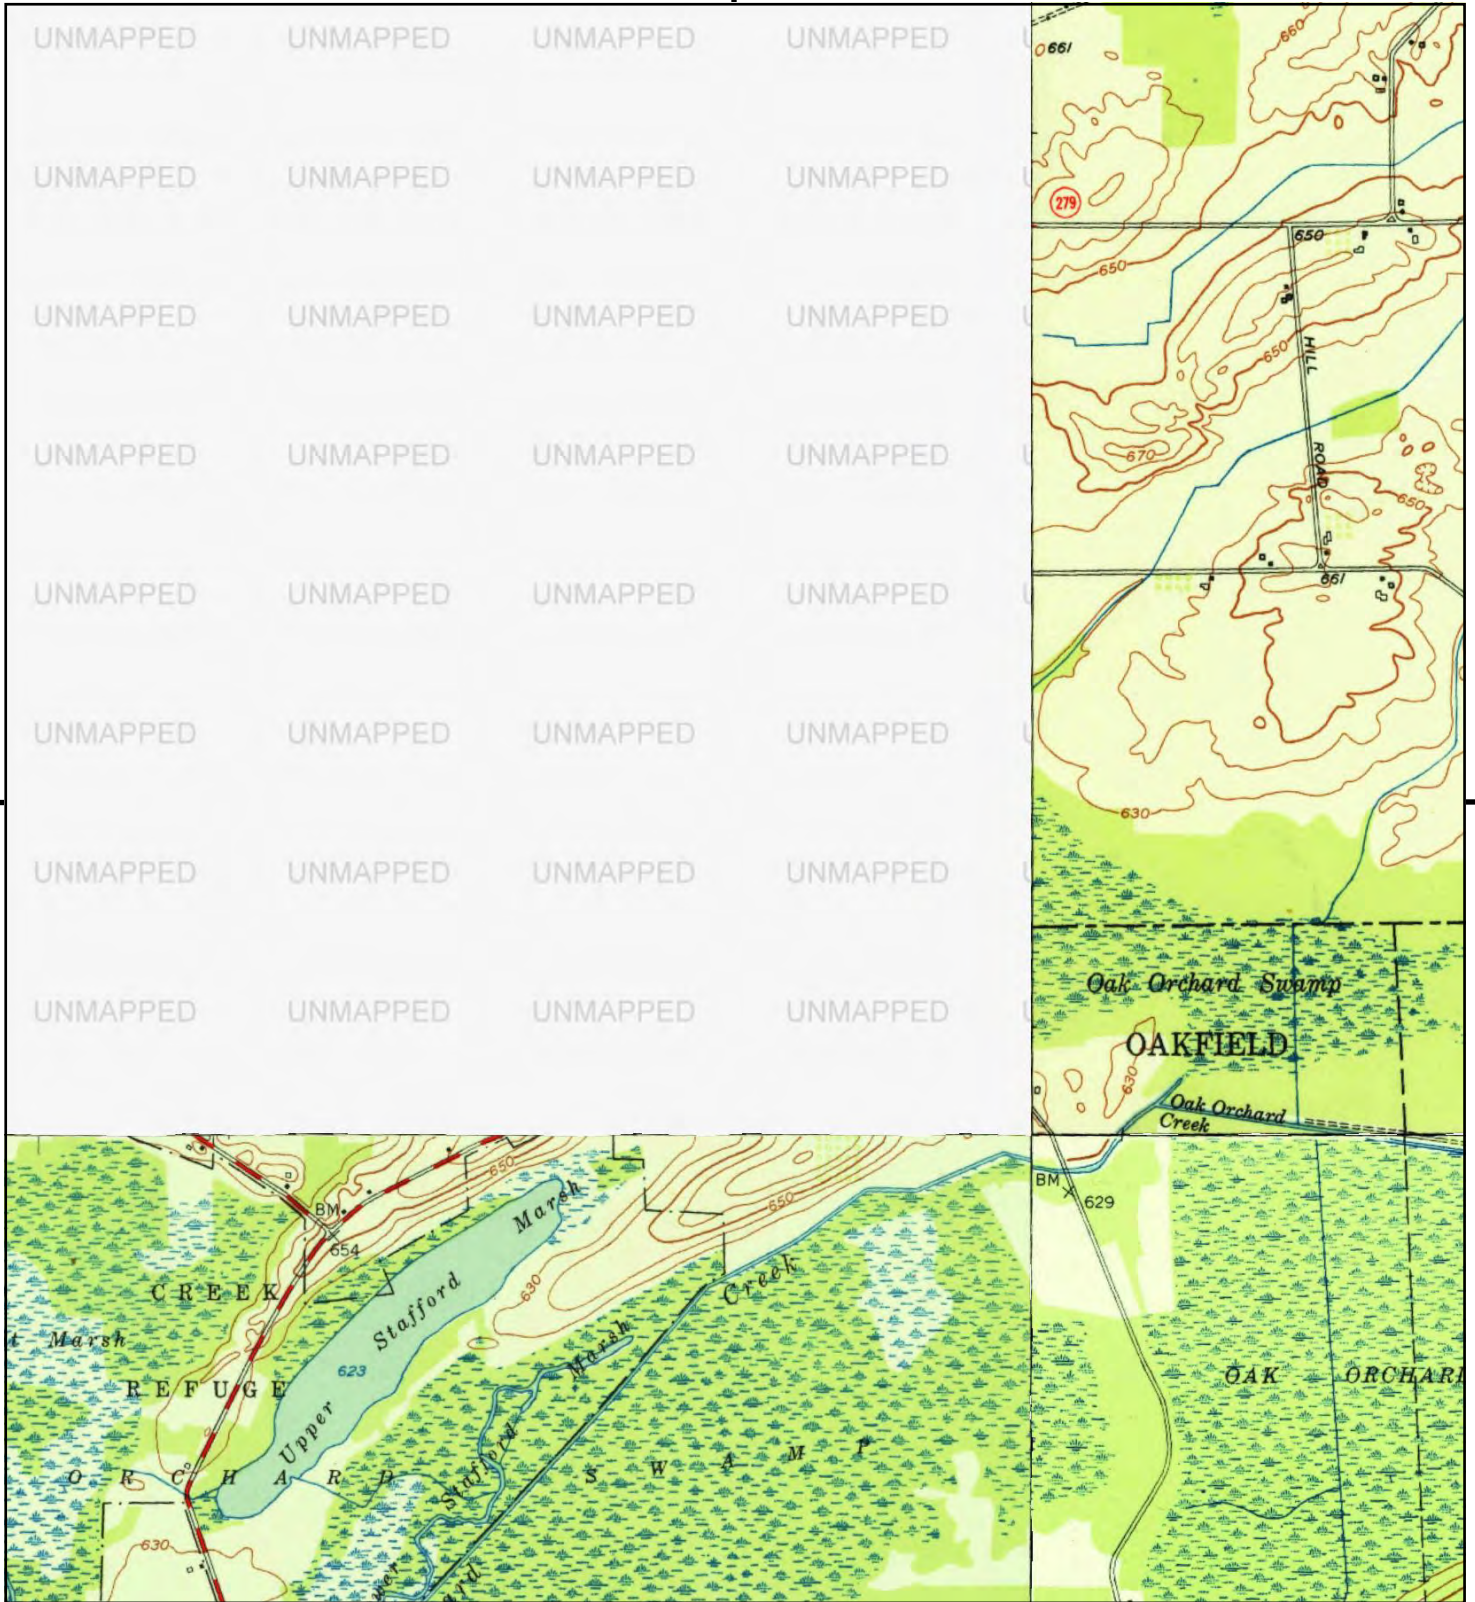 UNMAPPED UNMAPPED UNMAPPED UNMAPPED
661
660
UNMAPPED UNMAPPED UNMAPPED UNMAPPED
279
650
650
UNMAPPED UNMAPPED UNMAPPED UNMAPPED
HILL
650
UNMAPPED UNMAPPED UNMAPPED UNMAPPED
670
ROAD
650
UNMAPPED UNMAPPED UNMAPPED UNMAPPED
661
UNMAPPED UNMAPPED UNMAPPED UNMAPPED
630
UNMAPPED UNMAPPED UNMAPPED UNMAPPED
Oak Orchard Swamp
UNMAPPED UNMAPPED UNMAPPED UNMAPPED
OAKFIELD
630
Oak Orchard
Creek
650
BM
629
650
Upper Stafford Marsh
BM
654
CREEK
630
Creek
Marsh
623
REFUGE
OAK ORCHARD
Stafford Marsh
SWAMP
ORCHARD
630